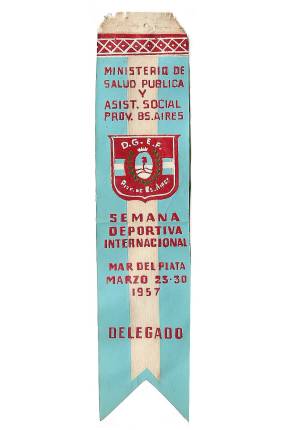 MINISTERIO DE
SALUD PUBLICA
Y
ASIST. SOCIAL
PROV. BS. AIRES
D.G.E.F.
PROV. DE BS. AIRES
SEMANA
DEPORTIVA
INTERNACIONAL
MAR DEL PLATA
MARZO 23-30
1957
DELEGADO